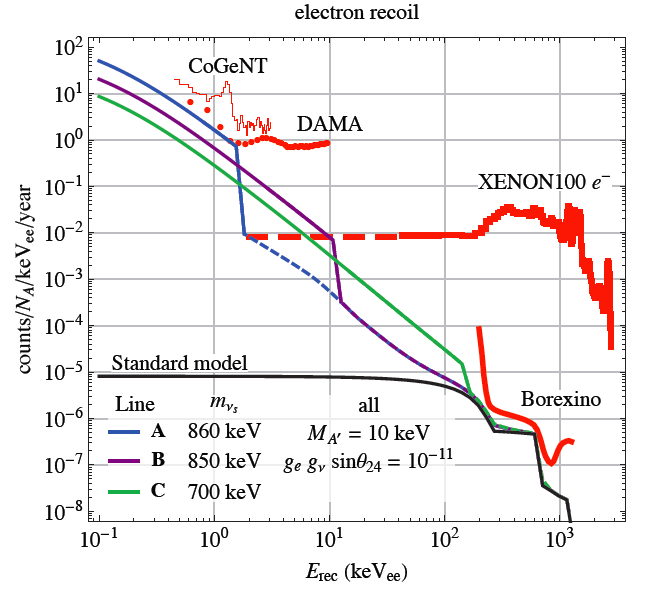 electron recoil
counts/N_A/keV_ee/year
10²
10¹
10⁰
10⁻¹
10⁻²
10⁻³
10⁻⁴
10⁻⁵
10⁻⁶
10⁻⁷
10⁻⁸
CoGeNT
DAMA
XENON100 e⁻
Standard model
Borexino
Line m_νs all
A 860 keV M_A' = 10 keV
B 850 keV g_e g_ν sinθ₂₄ = 10⁻¹¹
C 700 keV
10⁻¹ 10⁰ 10¹ 10² 10³
E_rec (keV_ee)